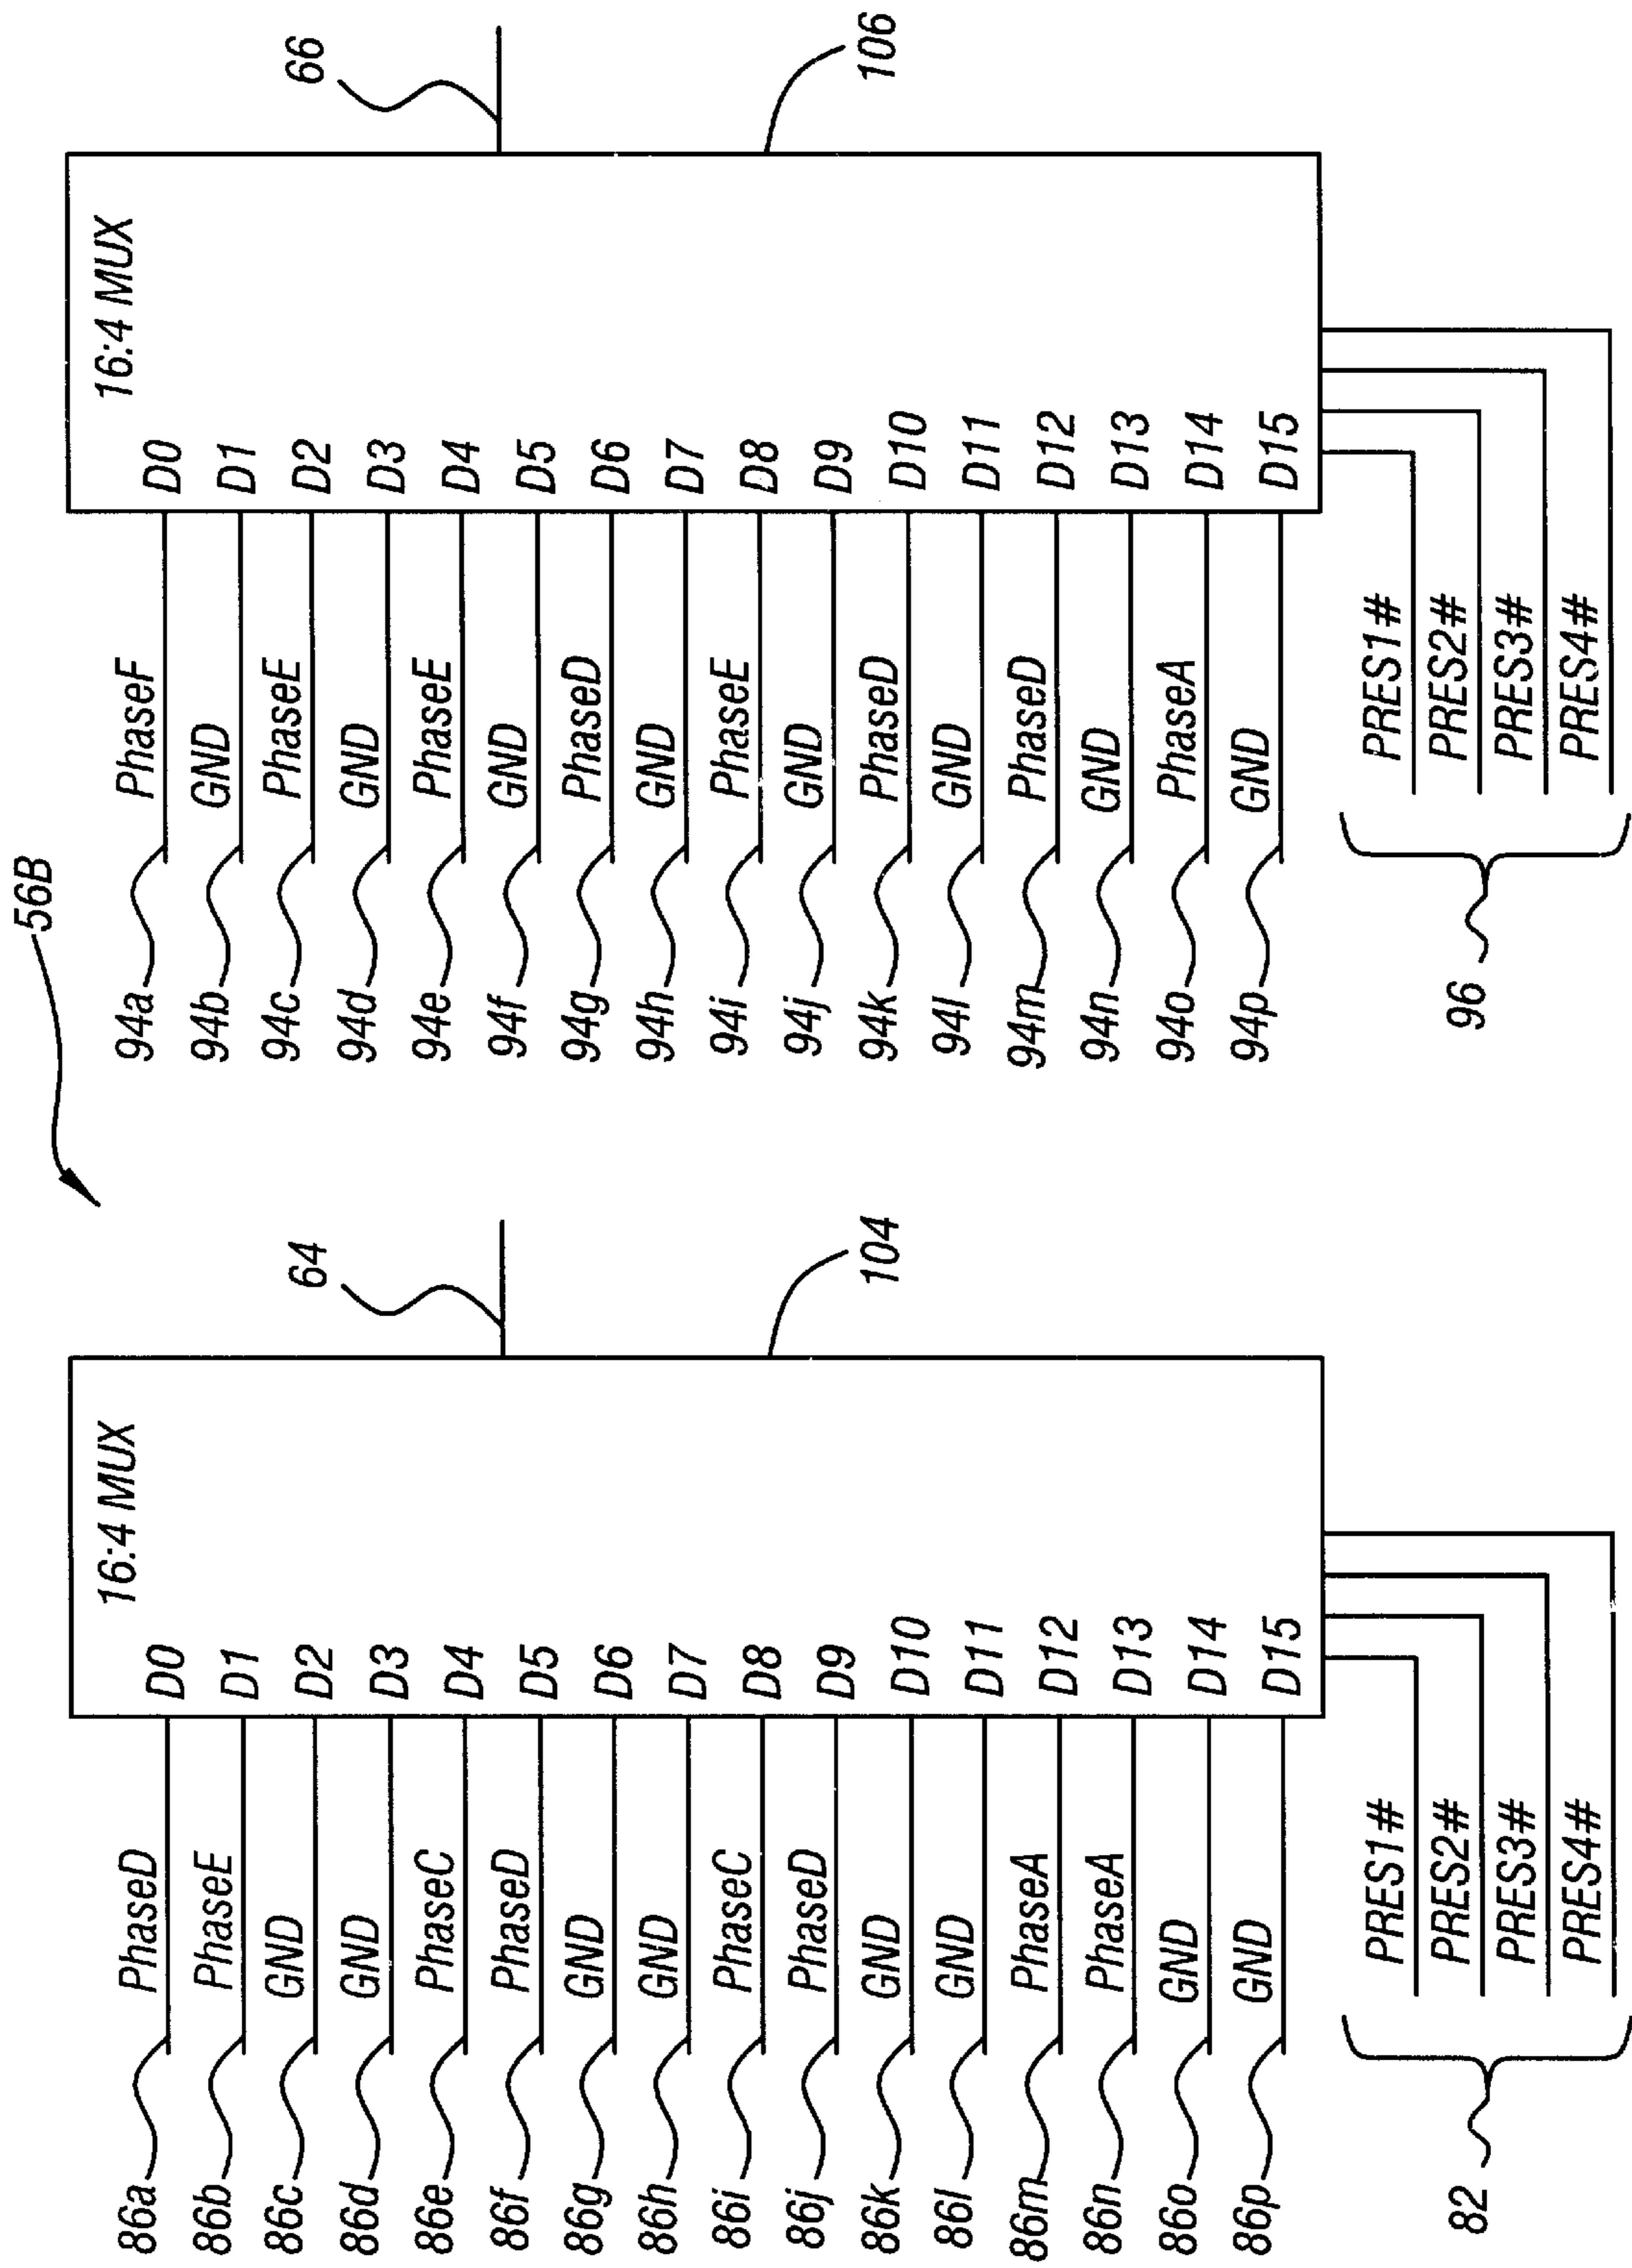 56B
16:4 MUX
64
104
86a PhaseD D0
86b PhaseE D1
86c GND D2
86d GND D3
86e PhaseC D4
86f PhaseD D5
86g GND D6
86h GND D7
86i PhaseC D8
86j PhaseD D9
86k GND D10
86l GND D11
86m PhaseA D12
86n PhaseA D13
86o GND D14
86p GND D15
82
PRES1#
PRES2#
PRES3#
PRES4#
16:4 MUX
66
106
94a PhaseF D0
94b GND D1
94c PhaseE D2
94d GND D3
94e PhaseE D4
94f GND D5
94g PhaseD D6
94h GND D7
94i PhaseE D8
94j GND D9
94k PhaseD D10
94l GND D11
94m PhaseD D12
94n GND D13
94o PhaseA D14
94p GND D15
96
PRES1#
PRES2#
PRES3#
PRES4#